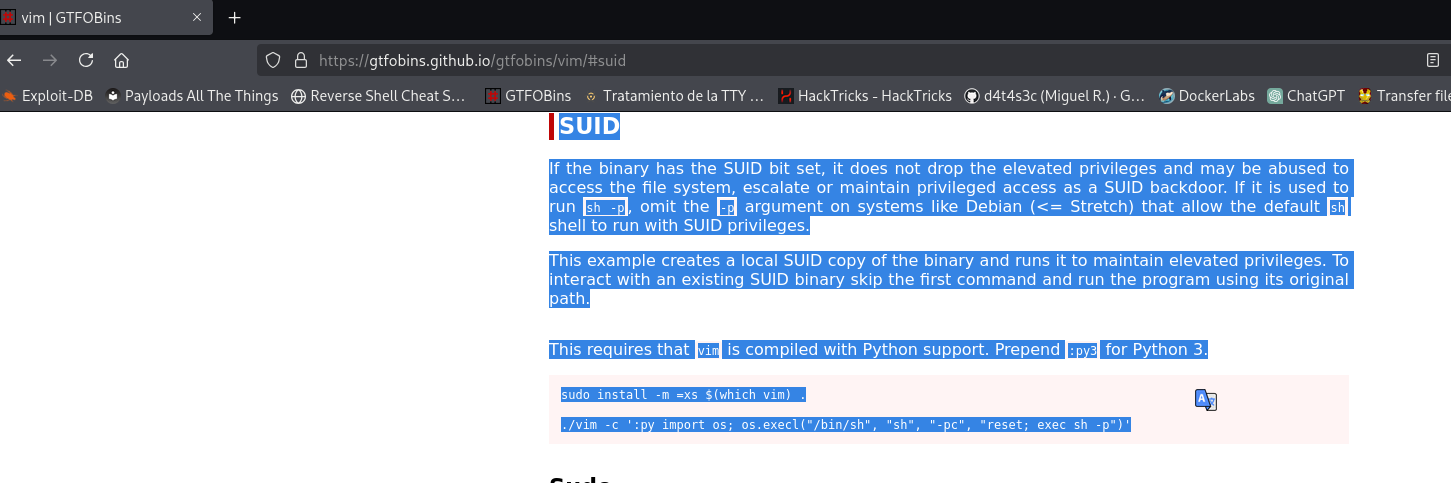 vim | GTFOBins
https://gtfobins.github.io/gtfobins/vim/#suid
Exploit-DB Payloads All The Things Reverse Shell Cheat S… GTFOBins Tratamiento de la TTY … HackTricks - HackTricks d4t4s3c (Miguel R.) · G… DockerLabs ChatGPT Transfer file
SUID
If the binary has the SUID bit set, it does not drop the elevated privileges and may be abused to
access the file system, escalate or maintain privileged access as a SUID backdoor. If it is used to
run sh -p, omit the -p argument on systems like Debian (<= Stretch) that allow the default sh
shell to run with SUID privileges.
This example creates a local SUID copy of the binary and runs it to maintain elevated privileges. To
interact with an existing SUID binary skip the first command and run the program using its original
path.
This requires that vim is compiled with Python support. Prepend :py3 for Python 3.
sudo install -m =xs $(which vim) .
./vim -c ':py import os; os.execl("/bin/sh", "sh", "-pc", "reset; exec sh -p")'
Sudo